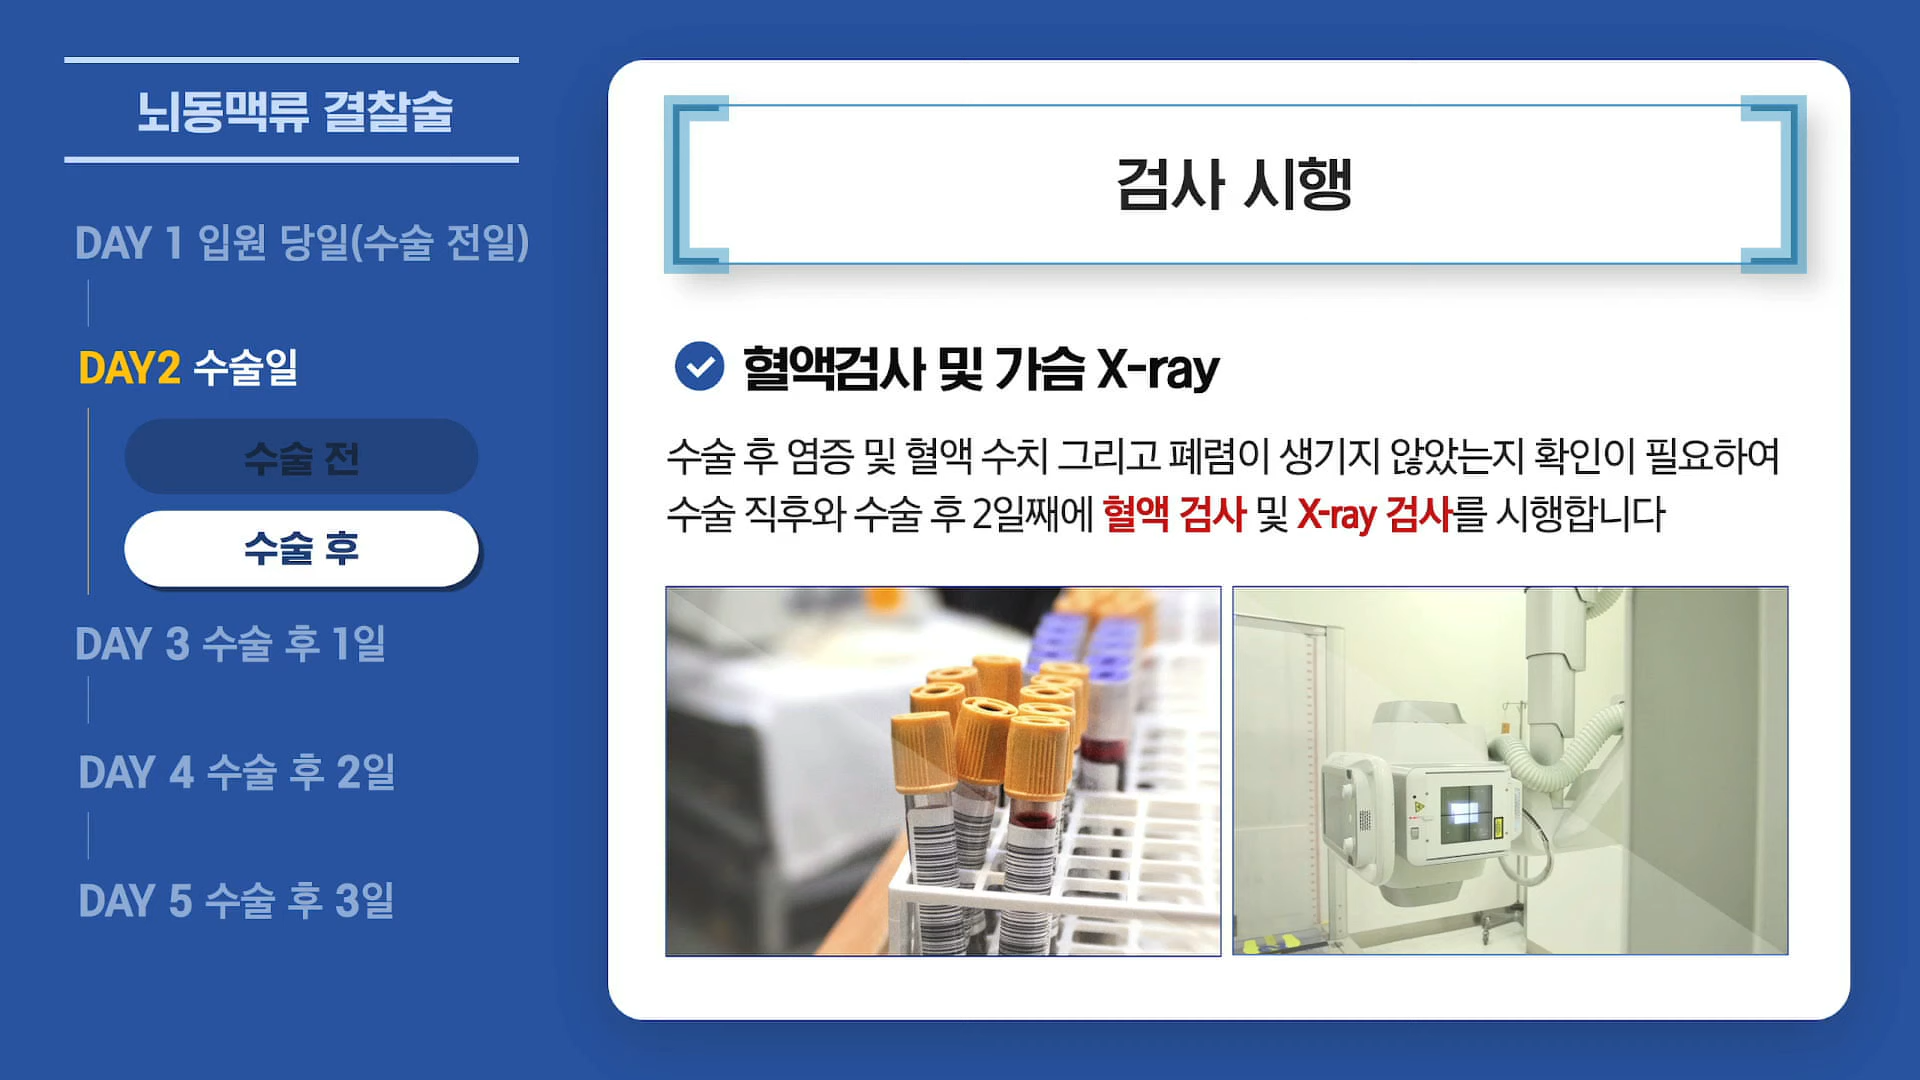 뇌동맥류 결찰술
DAY 1 입원 당일(수술 전일)
DAY2 수술일
수술 전
수술 후
DAY 3 수술 후 1일
DAY 4 수술 후 2일
DAY 5 수술 후 3일
검사 시행
혈액검사 및 가슴 X-ray
수술 후 염증 및 혈액 수치 그리고 폐렴이 생기지 않았는지 확인이 필요하여
수술 직후와 수술 후 2일째에 혈액 검사 및 X-ray 검사를 시행합니다